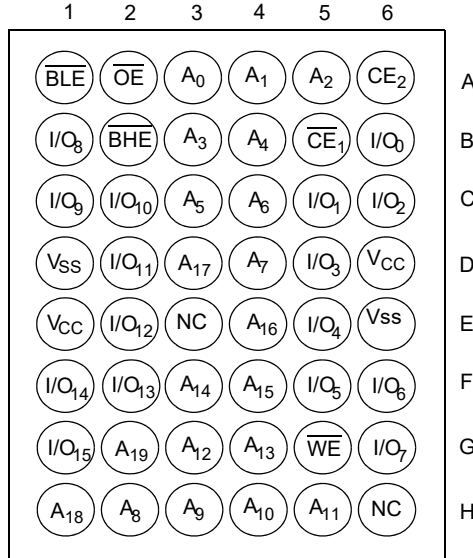 1 2 3 4 5 6
BLE OE A0 A1 A2 CE2 A
I/O8 BHE A3 A4 CE1 I/O0 B
I/O9 I/O10 A5 A6 I/O1 I/O2 C
VSS I/O11 A17 A7 I/O3 VCC D
VCC I/O12 NC A16 I/O4 Vss E
I/O14 I/O13 A14 A15 I/O5 I/O6 F
I/O15 A19 A12 A13 WE I/O7 G
A18 A8 A9 A10 A11 NC H